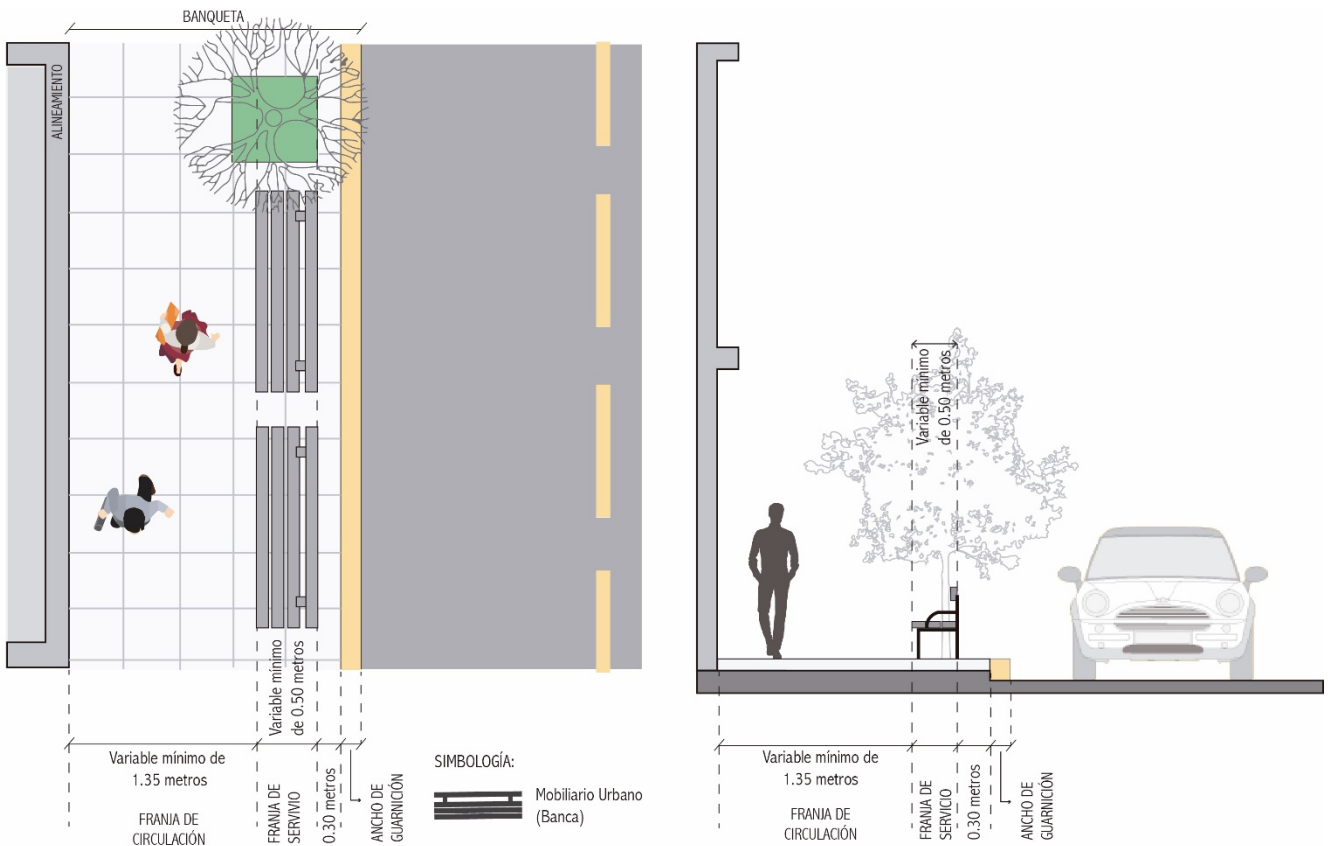 BANQUETA
ALINEAMIENTO
Variable mínimo
de 0.50 metros
Variable mínimo de
1.35 metros
FRANJA DE
CIRCULACIÓN
FRANJA DE
SERVIVIO
0.30 metros
ANCHO DE
GUARNICIÓN
SIMBOLOGÍA:
Mobiliario Urbano
(Banca)
Variable mínimo
de 0.50 metros
Variable mínimo de
1.35 metros
FRANJA DE
CIRCULACIÓN
FRANJA DE
SERVICIO
0.30 metros
ANCHO DE
GUARNICIÓN